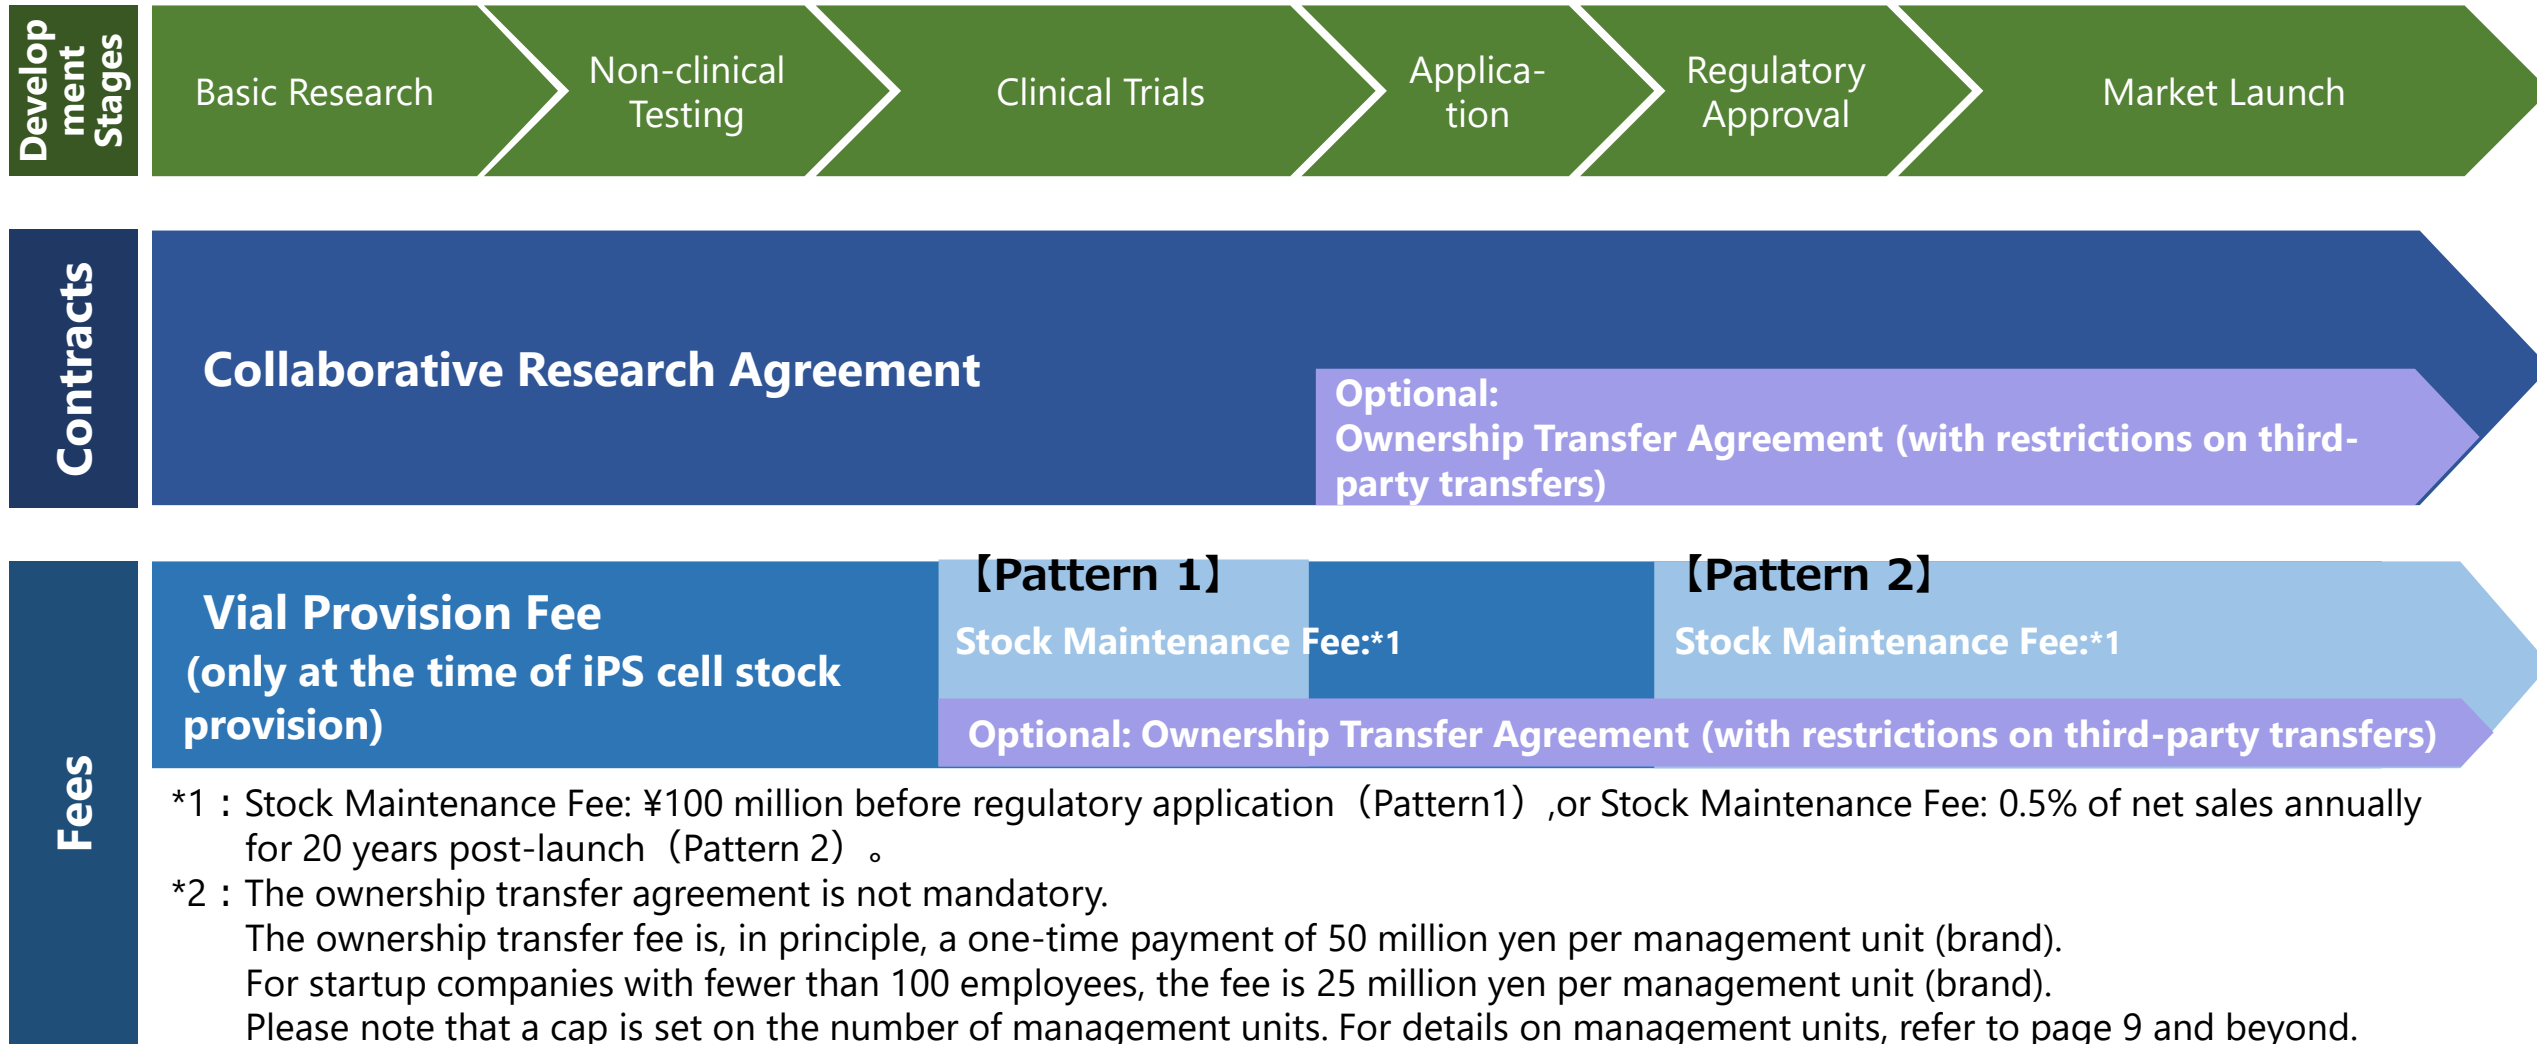 Develop
ment
Stages
Basic Research
Non-clinical
Testing
Clinical Trials
Applica-
tion
Regulatory
Approval
Market Launch
Contracts
Collaborative Research Agreement
Optional:
Ownership Transfer Agreement (with restrictions on third-
party transfers)
Fees
Vial Provision Fee
(only at the time of iPS cell stock
provision)
【Pattern 1】
Stock Maintenance Fee:*1
【Pattern 2】
Stock Maintenance Fee:*1
Optional: Ownership Transfer Agreement (with restrictions on third-party transfers)
*1：Stock Maintenance Fee: ¥100 million before regulatory application（Pattern1）,or Stock Maintenance Fee: 0.5% of net sales annually
for 20 years post-launch（Pattern 2）。
*2：The ownership transfer agreement is not mandatory.
The ownership transfer fee is, in principle, a one-time payment of 50 million yen per management unit (brand).
For startup companies with fewer than 100 employees, the fee is 25 million yen per management unit (brand).
Please note that a cap is set on the number of management units. For details on management units, refer to page 9 and beyond.